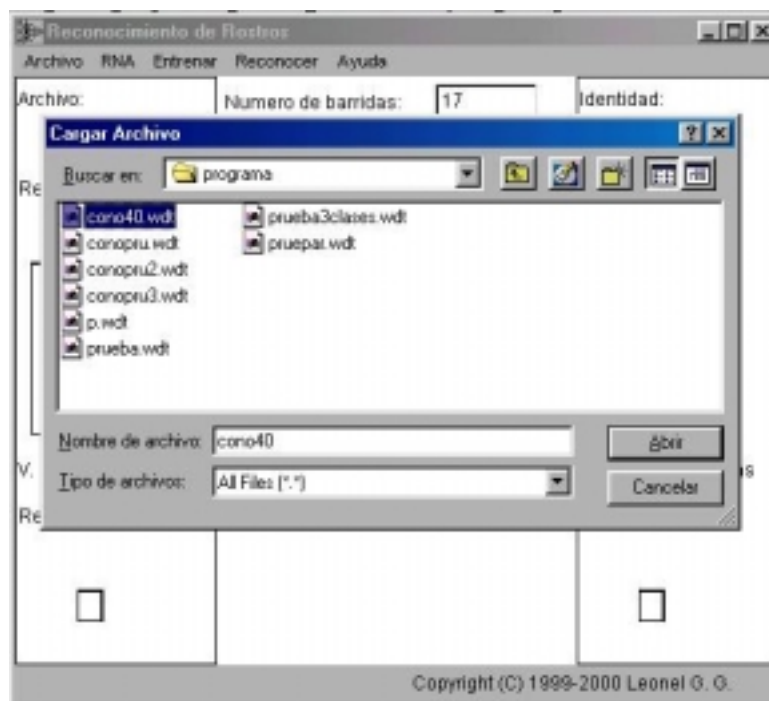 Reconocimiento de Rostros
Archivo RNA Entrenar Reconocer Ayuda
Archivo:
Numero de barridas: 17
Identidad:
Cargar Archivo
Buscar en: programa
Re
cono40.wdt
conopru.wdt
conopru2.wdt
conopru3.wdt
p.wdt
prueba.wdt
prueba3clases.wdt
pruepar.wdt
Nombre de archivo: cono40
Abrir
V.
s
Tipo de archivos: All Files (*.*)
Cancelar
Re
Copyright (C) 1999-2000 Leonel G. G.